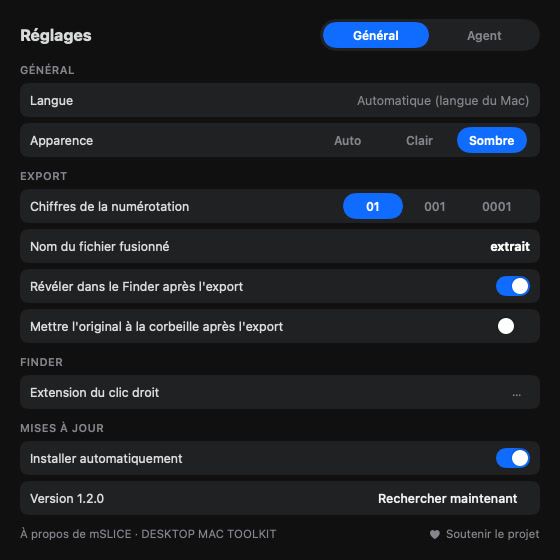 Réglages Général Agent
GÉNÉRAL
Langue Automatique (langue du Mac)
Apparence Auto Clair Sombre
EXPORT
Chiffres de la numérotation 01 001 0001
Nom du fichier fusionné extrait
Révéler dans le Finder après l'export
Mettre l'original à la corbeille après l'export
FINDER
Extension du clic droit ...
MISES À JOUR
Installer automatiquement
Version 1.2.0 Rechercher maintenant
À propos de mSLICE · DESKTOP MAC TOOLKIT Soutenir le projet